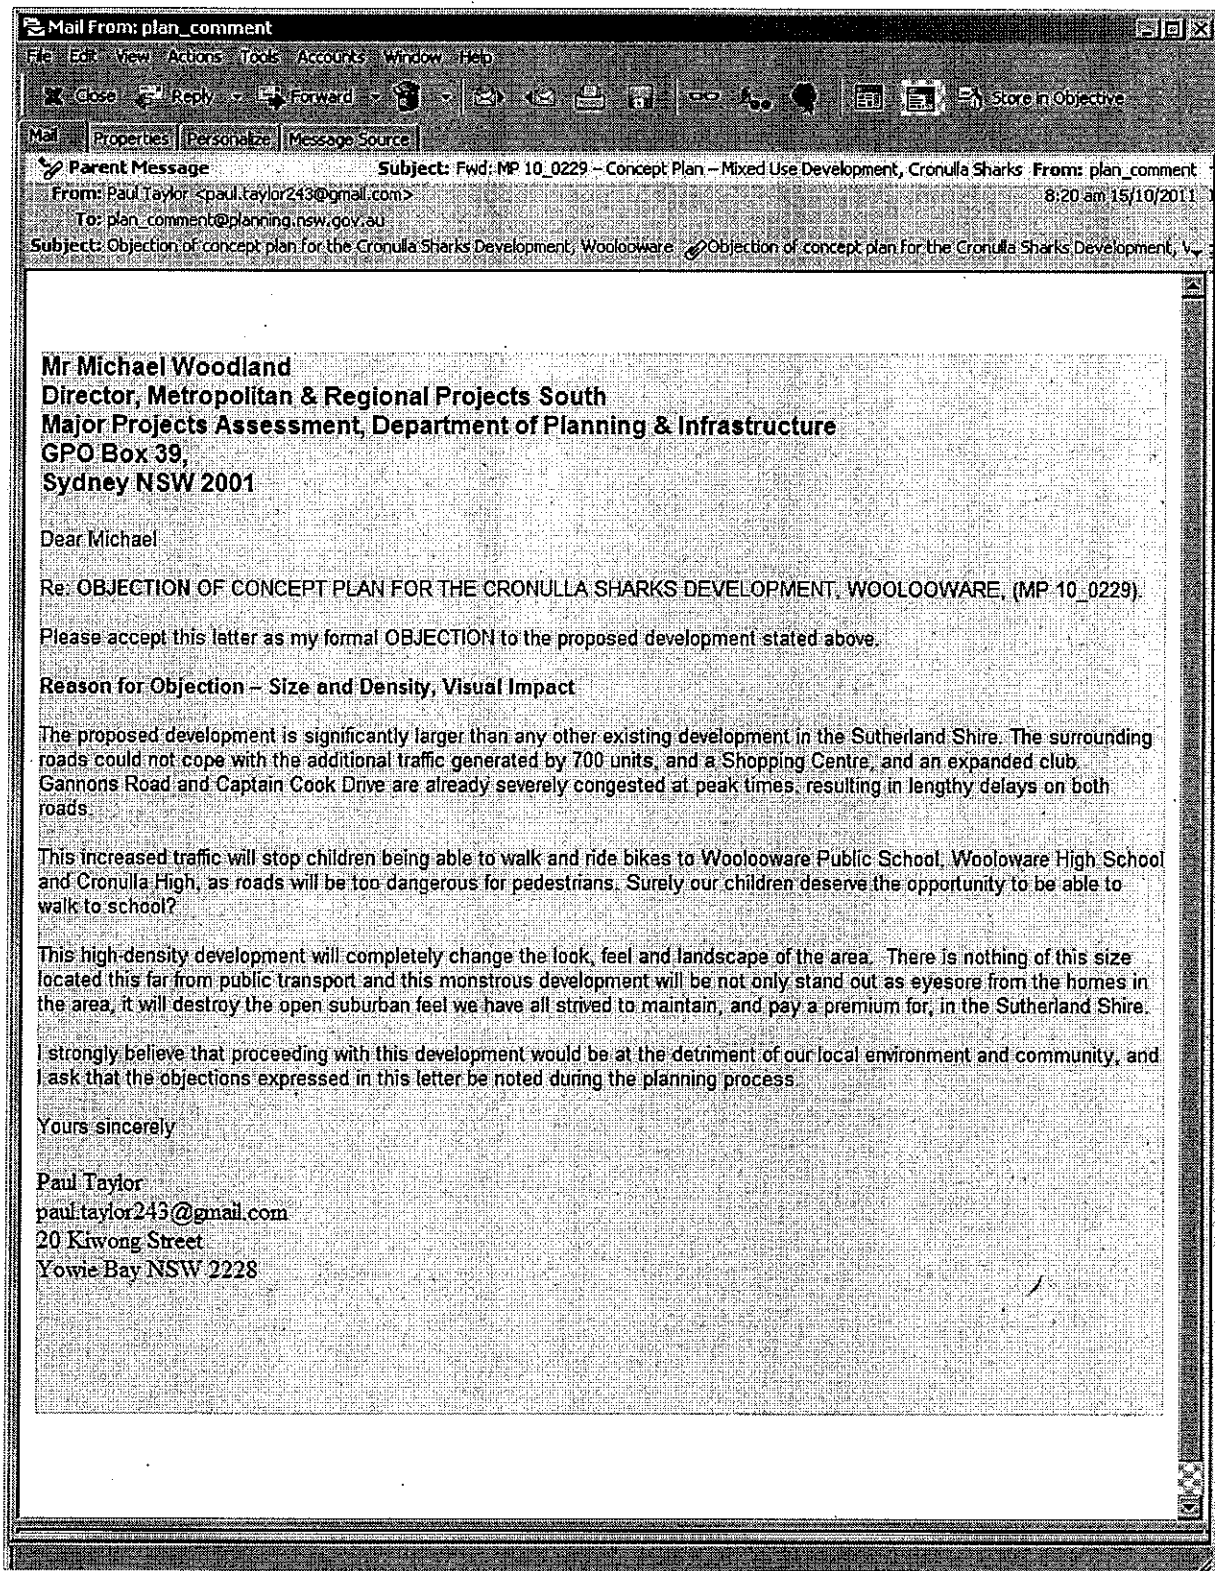 Mail From: plan_comment
File Edit View Actions Tools Accounts Window Help
Close Reply Forward Store in Objective
Mail Properties Personalize Message Source
Parent Message Subject: Fwd: MP 10_0229 – Concept Plan – Mixed Use Development, Cronulla Sharks From: plan_comment
From: Paul Taylor <paul.taylor243@gmail.com> 8:20 am 15/10/2011
To: plan_comment@planning.nsw.gov.au
Subject: Objection of concept plan for the Cronulla Sharks Development, Woolooware Objection of concept plan for the Cronulla Sharks Development,
Mr Michael Woodland
Director, Metropolitan & Regional Projects South
Major Projects Assessment, Department of Planning & Infrastructure
GPO Box 39,
Sydney NSW 2001
Dear Michael
Re: OBJECTION OF CONCEPT PLAN FOR THE CRONULLA SHARKS DEVELOPMENT, WOOLOOWARE, (MP 10_0229).
Please accept this letter as my formal OBJECTION to the proposed development stated above.
Reason for Objection – Size and Density, Visual Impact
The proposed development is significantly larger than any other existing development in the Sutherland Shire. The surrounding
roads could not cope with the additional traffic generated by 700 units, and a Shopping Centre, and an expanded club.
Gannons Road and Captain Cook Drive are already severely congested at peak times, resulting in lengthy delays on both
roads.
This increased traffic will stop children being able to walk and ride bikes to Woolooware Public School, Wooloware High School
and Cronulla High, as roads will be too dangerous for pedestrians. Surely our children deserve the opportunity to be able to
walk to school?
This high-density development will completely change the look, feel and landscape of the area. There is nothing of this size
located this far from public transport and this monstrous development will be not only stand out as eyesore from the homes in
the area, it will destroy the open suburban feel we have all strived to maintain, and pay a premium for, in the Sutherland Shire.
I strongly believe that proceeding with this development would be at the detriment of our local environment and community, and
I ask that the objections expressed in this letter be noted during the planning process.
Yours sincerely
Paul Taylor
paul.taylor243@gmail.com
20 Kiwong Street
Yowie Bay NSW 2228